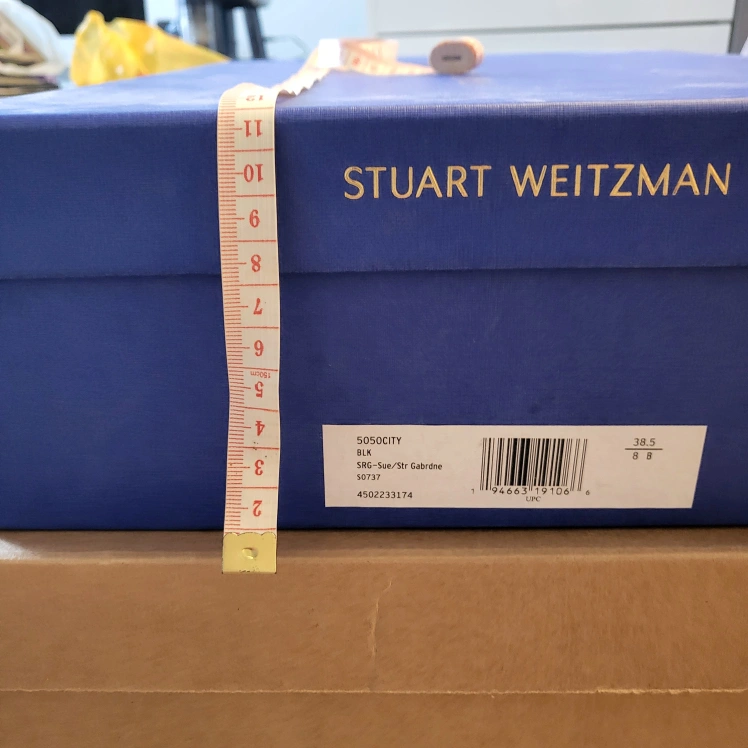 12
11
10
9
8
7
6
150cm
5
4
3
2
STUART WEITZMAN
5050CITY
BLK
SRG-Sue/Str Gabrdne
S0737
4502233174
1 94663 19106 6
UPC
38.5
8 B